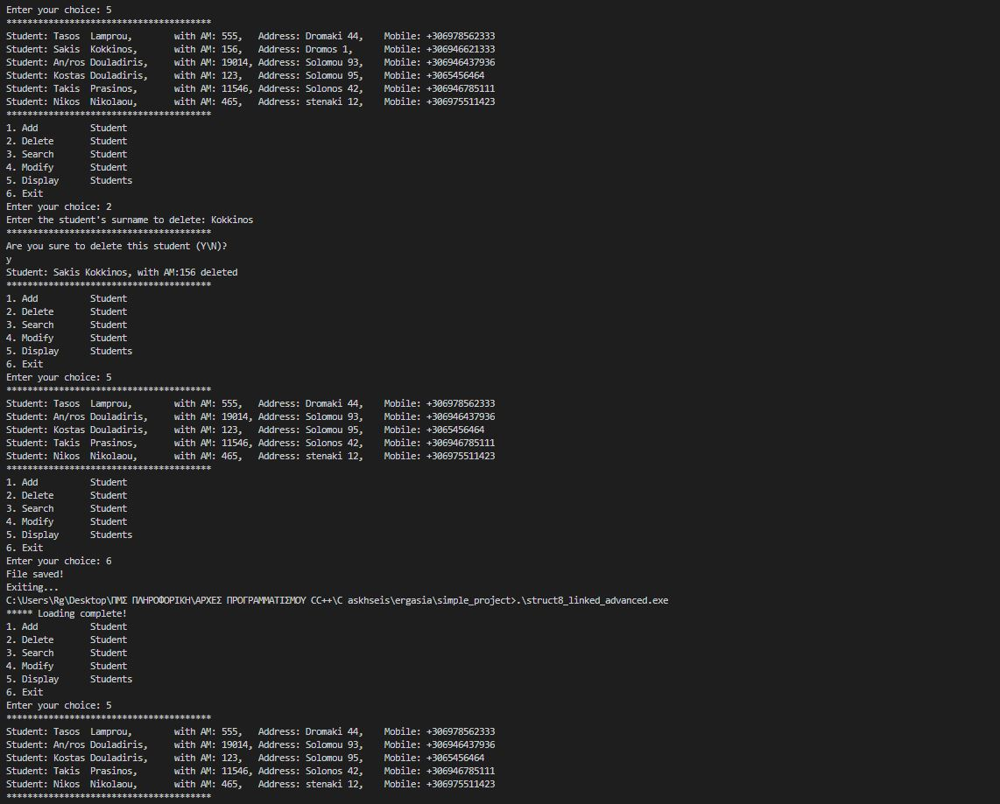 Enter your choice: 5
***************************************
Student: Tasos  Lamprou,        with AM: 555,   Address: Dromaki 44,    Mobile: +306978562333
Student: Sakis  Kokkinos,       with AM: 156,   Address: Dromos 1,      Mobile: +306946621333
Student: An/ros Douladiris,     with AM: 19014, Address: Solomou 93,    Mobile: +306946437936
Student: Kostas Douladiris,     with AM: 123,   Address: Solomou 95,    Mobile: +3065456464
Student: Takis  Prasinos,       with AM: 11546, Address: Solonos 42,    Mobile: +306946785111
Student: Nikos  Nikolaou,       with AM: 465,   Address: stenaki 12,    Mobile: +306975511423
***************************************
1. Add          Student
2. Delete       Student
3. Search       Student
4. Modify       Student
5. Display      Students
6. Exit
Enter your choice: 2
Enter the student's surname to delete: Kokkinos
***************************************
Are you sure to delete this student (Y\N)?
y
Student: Sakis Kokkinos, with AM:156 deleted
***************************************
1. Add          Student
2. Delete       Student
3. Search       Student
4. Modify       Student
5. Display      Students
6. Exit
Enter your choice: 5
***************************************
Student: Tasos  Lamprou,        with AM: 555,   Address: Dromaki 44,    Mobile: +306978562333
Student: An/ros Douladiris,     with AM: 19014, Address: Solomou 93,    Mobile: +306946437936
Student: Kostas Douladiris,     with AM: 123,   Address: Solomou 95,    Mobile: +3065456464
Student: Takis  Prasinos,       with AM: 11546, Address: Solonos 42,    Mobile: +306946785111
Student: Nikos  Nikolaou,       with AM: 465,   Address: stenaki 12,    Mobile: +306975511423
***************************************
1. Add          Student
2. Delete       Student
3. Search       Student
4. Modify       Student
5. Display      Students
6. Exit
Enter your choice: 6
File saved!
Exiting...
C:\Users\Rg\Desktop\ΠΜΣ ΠΛΗΡΟΦΟΡΙΚΗ\ΑΡΧΕΣ ΠΡΟΓΡΑΜΜΑΤΙΣΜΟΥ CC++\C askhseis\ergasia\simple_project>.\struct8_linked_advanced.exe
***** Loading complete!
1. Add          Student
2. Delete       Student
3. Search       Student
4. Modify       Student
5. Display      Students
6. Exit
Enter your choice: 5
***************************************
Student: Tasos  Lamprou,        with AM: 555,   Address: Dromaki 44,    Mobile: +306978562333
Student: An/ros Douladiris,     with AM: 19014, Address: Solomou 93,    Mobile: +306946437936
Student: Kostas Douladiris,     with AM: 123,   Address: Solomou 95,    Mobile: +3065456464
Student: Takis  Prasinos,       with AM: 11546, Address: Solonos 42,    Mobile: +306946785111
Student: Nikos  Nikolaou,       with AM: 465,   Address: stenaki 12,    Mobile: +306975511423
***************************************